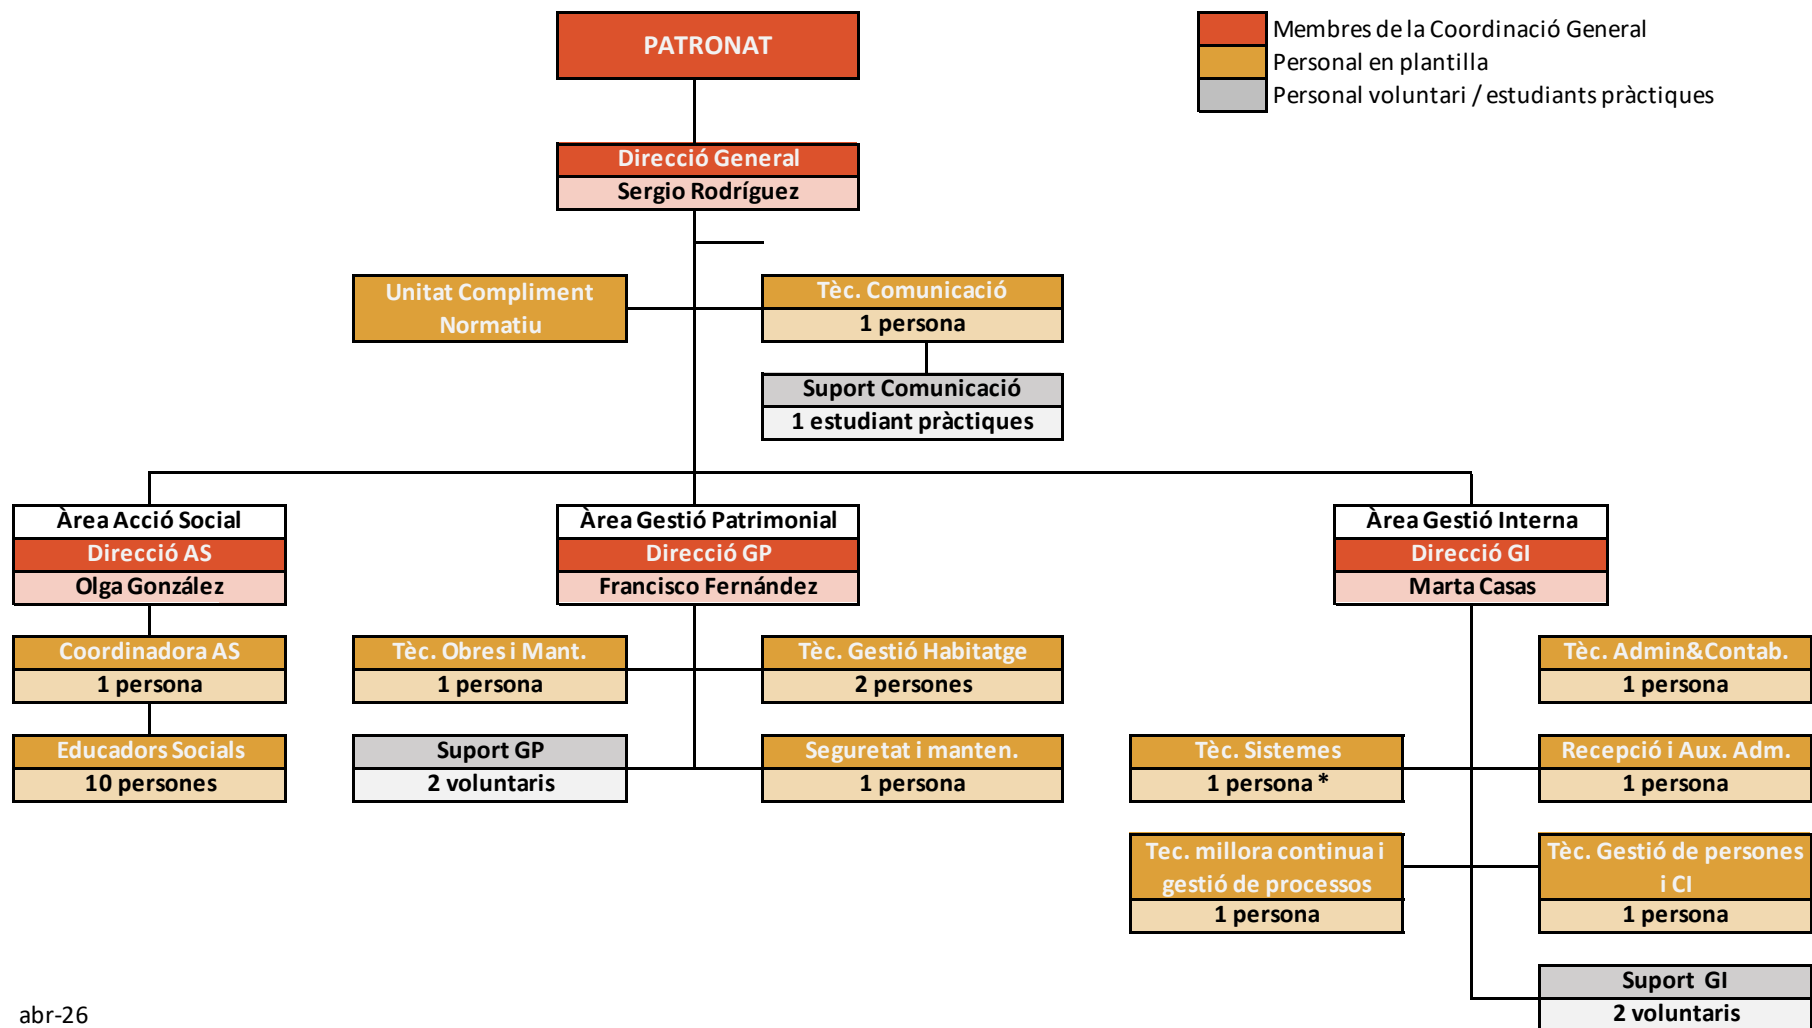 PATRONAT
Membres de la Coordinació General
Personal en plantilla
Personal voluntari / estudiants pràctiques
Direcció General
Sergio Rodríguez
Unitat Compliment
Normatiu
Tèc. Comunicació
1 persona
Suport Comunicació
1 estudiant pràctiques
Àrea Acció Social
Direcció AS
Olga González
Coordinadora AS
1 persona
Educadors Socials
10 persones
Àrea Gestió Patrimonial
Direcció GP
Francisco Fernández
Tèc. Obres i Mant.
1 persona
Tèc. Gestió Habitatge
2 persones
Suport GP
2 voluntaris
Seguretat i manten.
1 persona
Àrea Gestió Interna
Direcció GI
Marta Casas
Tèc. Admin&Contab.
1 persona
Tèc. Sistemes
1 persona *
Recepció i Aux. Adm.
1 persona
Tec. millora continua i
gestió de processos
1 persona
Tèc. Gestió de persones
i CI
1 persona
Suport GI
2 voluntaris
abr-26